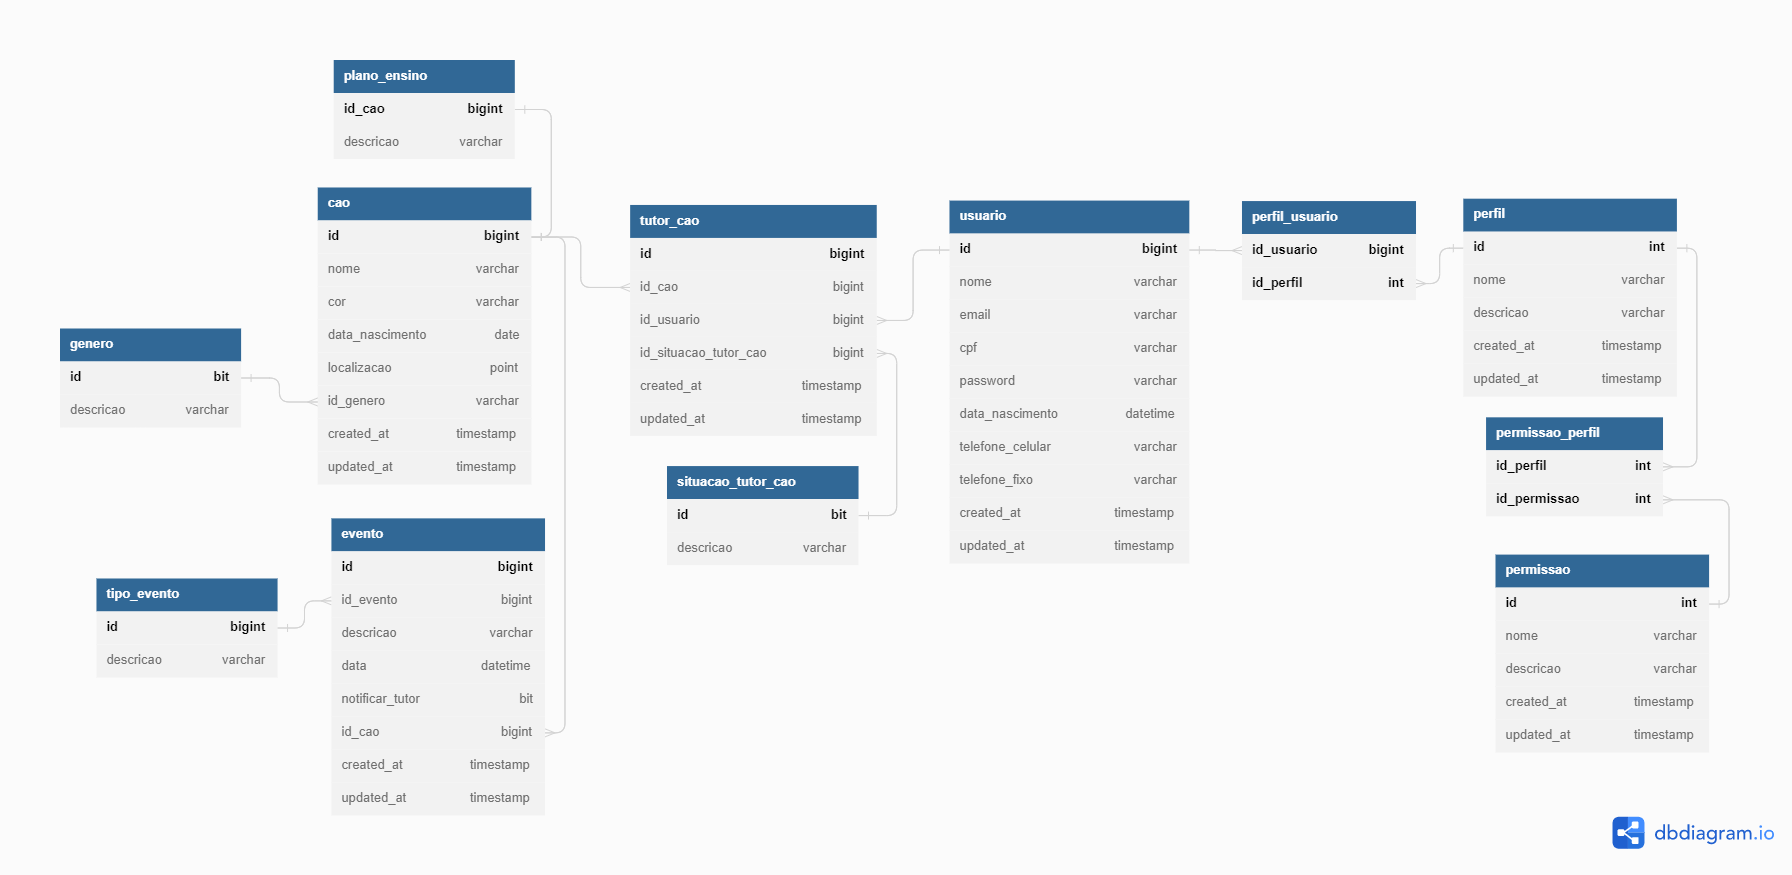 plano_ensino
id_cao bigint
descricao varchar
cao
id bigint
nome varchar
cor varchar
data_nascimento date
localizacao point
id_genero varchar
created_at timestamp
updated_at timestamp
genero
id bit
descricao varchar
evento
id bigint
id_evento bigint
descricao varchar
data datetime
notificar_tutor bit
id_cao bigint
created_at timestamp
updated_at timestamp
tipo_evento
id bigint
descricao varchar
tutor_cao
id bigint
id_cao bigint
id_usuario bigint
id_situacao_tutor_cao bigint
created_at timestamp
updated_at timestamp
situacao_tutor_cao
id bit
descricao varchar
usuario
id bigint
nome varchar
email varchar
cpf varchar
password varchar
data_nascimento datetime
telefone_celular varchar
telefone_fixo varchar
created_at timestamp
updated_at timestamp
perfil_usuario
id_usuario bigint
id_perfil int
perfil
id int
nome varchar
descricao varchar
created_at timestamp
updated_at timestamp
permissao_perfil
id_perfil int
id_permissao int
permissao
id int
nome varchar
descricao varchar
created_at timestamp
updated_at timestamp
dbdiagram.io